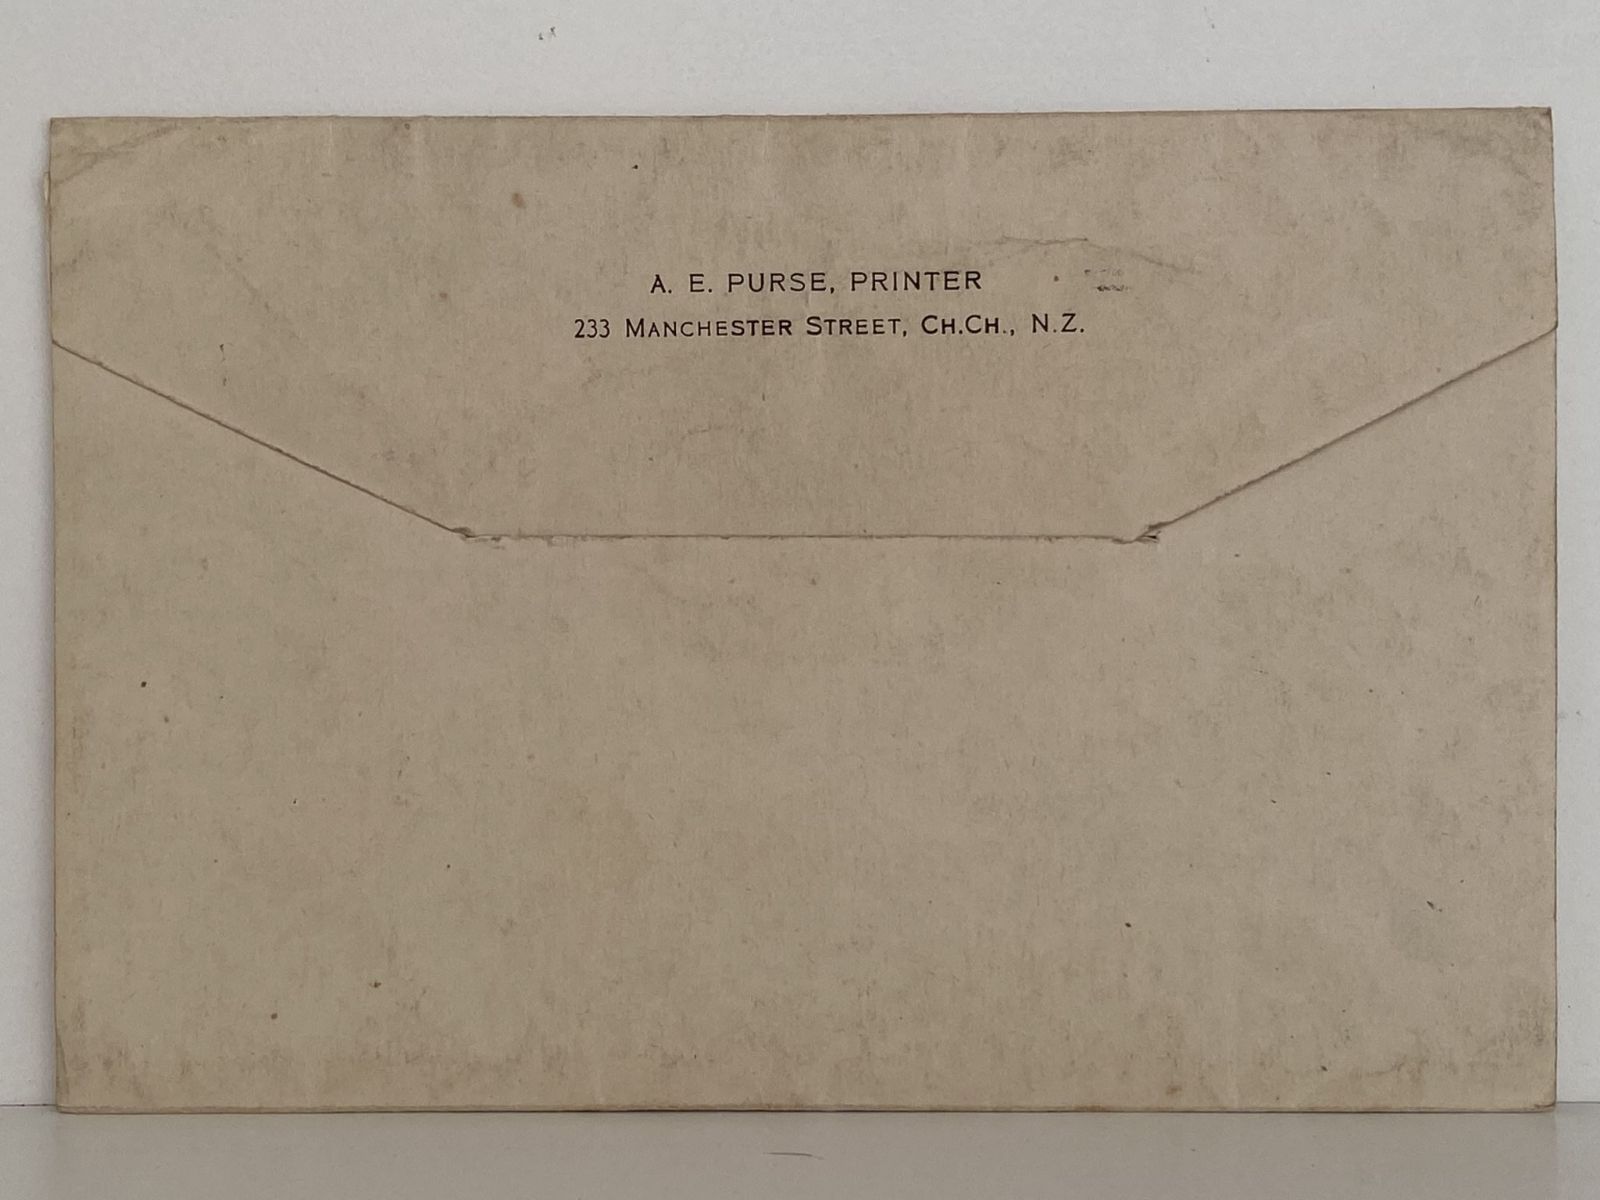 A. E. PURSE, PRINTER
233 MANCHESTER STREET, CH.CH., N.Z.